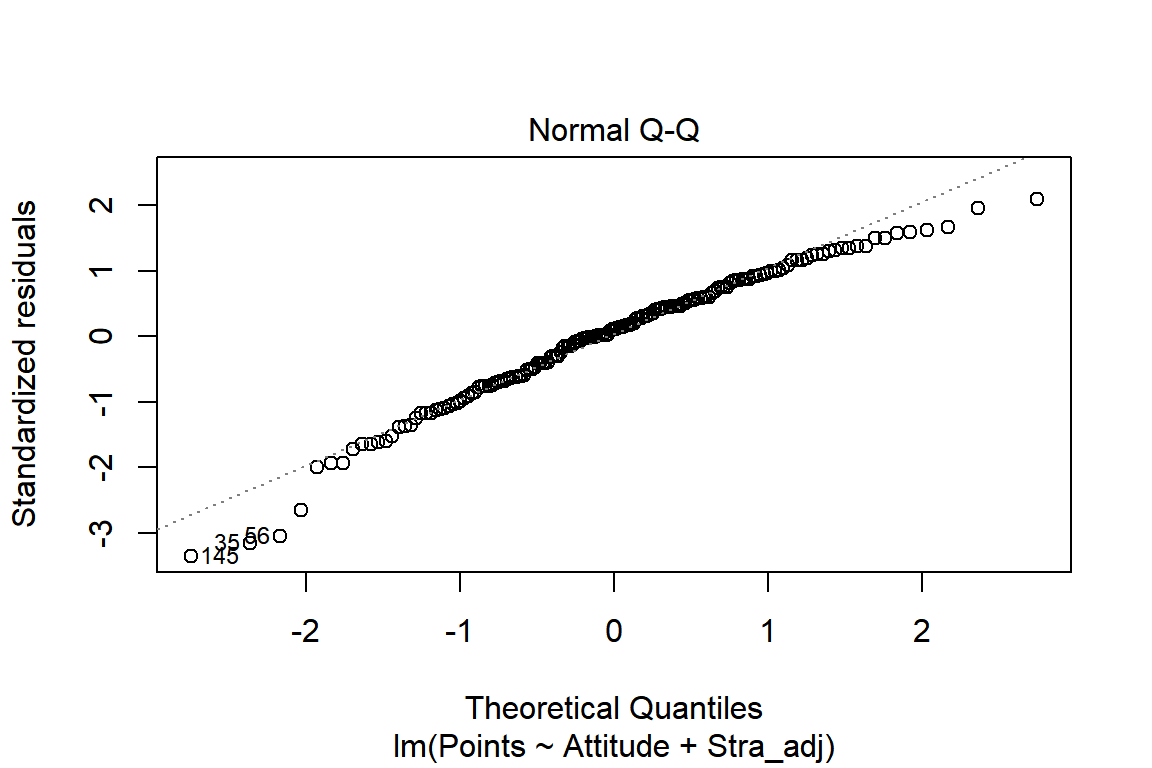 Normal Q-Q
Standardized residuals
2
1
0
-1
-2
-3
35
56
145
-2 -1 0 1 2
Theoretical Quantiles
lm(Points ~ Attitude + Stra_adj)